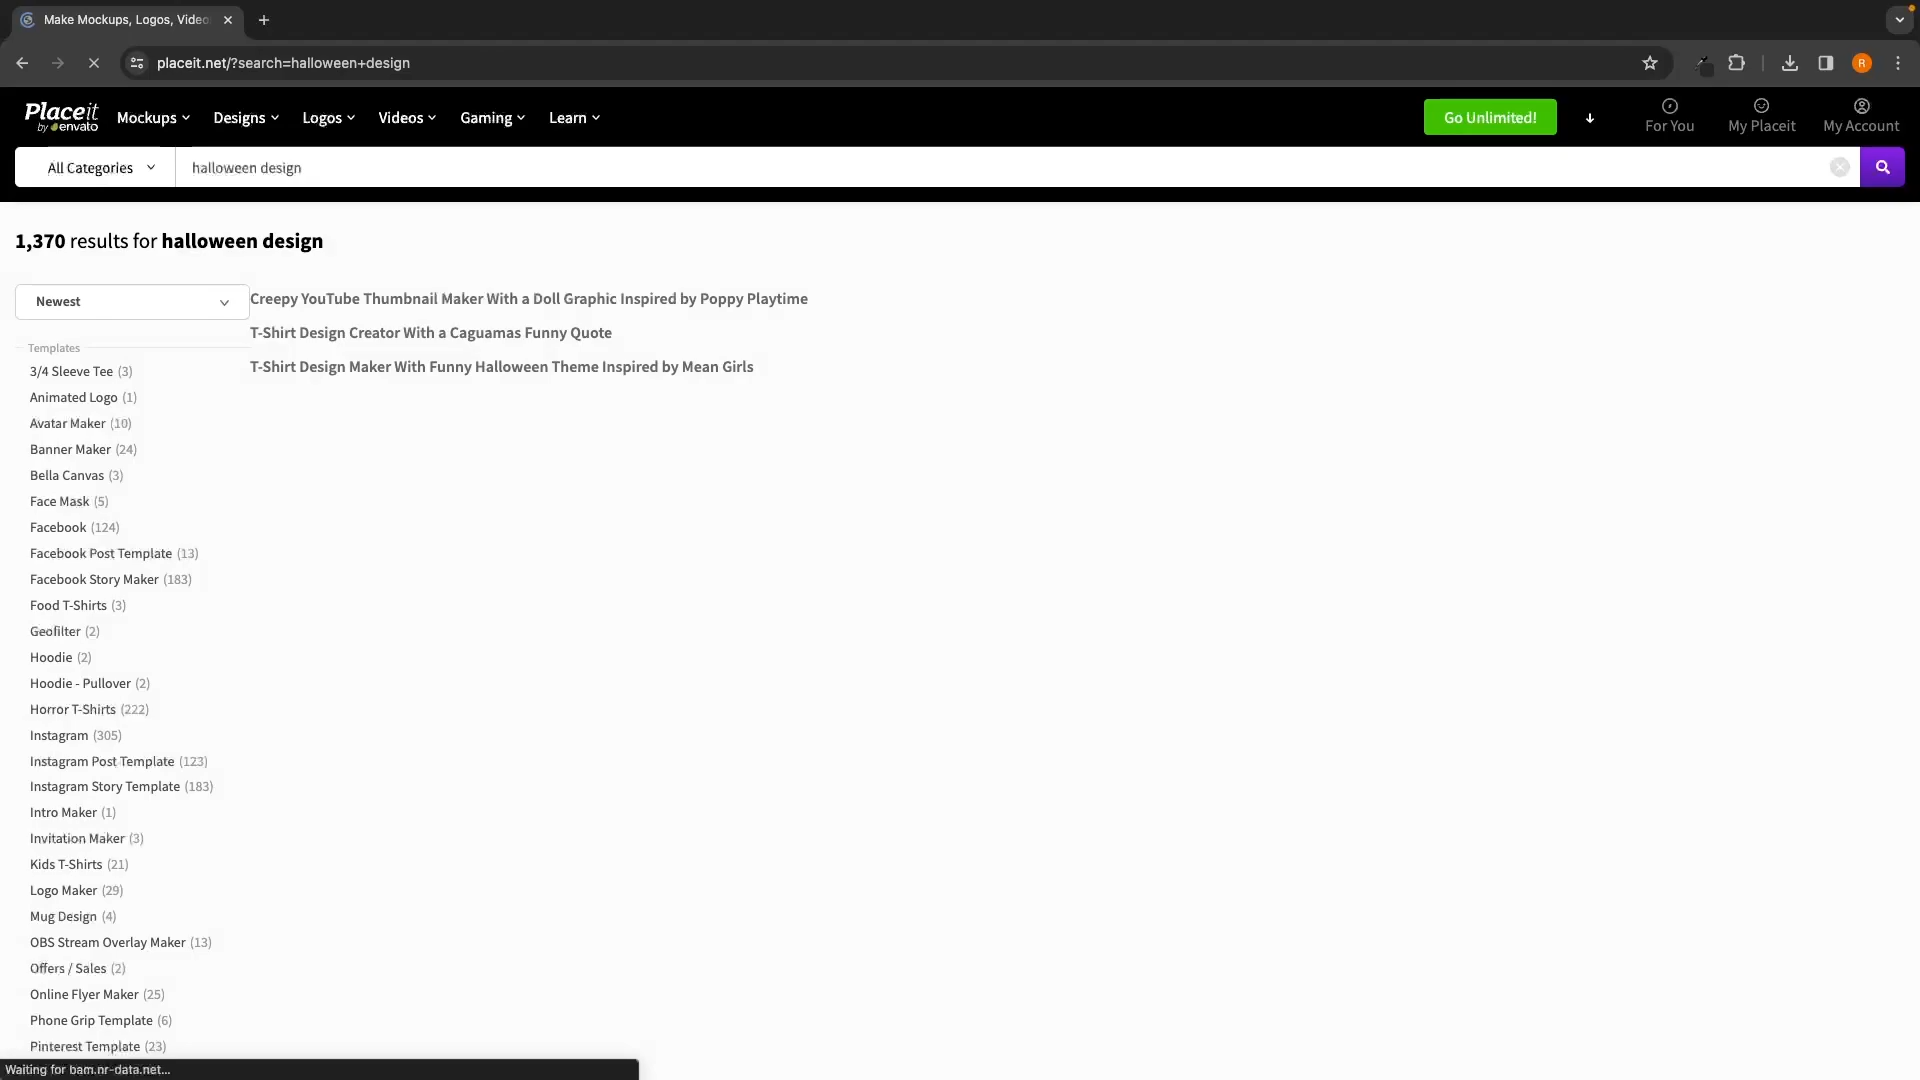 Make Mockups, Logos, Video
placeit.net/?search=halloween+design
R
Placeit by envato
Mockups Designs Logos Videos Gaming Learn
Go Unlimited!
For You
My Placeit
My Account
All Categories
halloween design
1,370 results for halloween design
Newest
Creepy YouTube Thumbnail Maker With a Doll Graphic Inspired by Poppy Playtime
T-Shirt Design Creator With a Caguamas Funny Quote
T-Shirt Design Maker With Funny Halloween Theme Inspired by Mean Girls
Templates
3/4 Sleeve Tee (3)
Animated Logo (1)
Avatar Maker (10)
Banner Maker (24)
Bella Canvas (3)
Face Mask (5)
Facebook (124)
Facebook Post Template (13)
Facebook Story Maker (183)
Food T-Shirts (3)
Geofilter (2)
Hoodie (2)
Hoodie - Pullover (2)
Horror T-Shirts (222)
Instagram (305)
Instagram Post Template (123)
Instagram Story Template (183)
Intro Maker (1)
Invitation Maker (3)
Kids T-Shirts (21)
Logo Maker (29)
Mug Design (4)
OBS Stream Overlay Maker (13)
Offers / Sales (2)
Online Flyer Maker (25)
Phone Grip Template (6)
Pinterest Template (23)
Waiting for bam.nr-data.net...